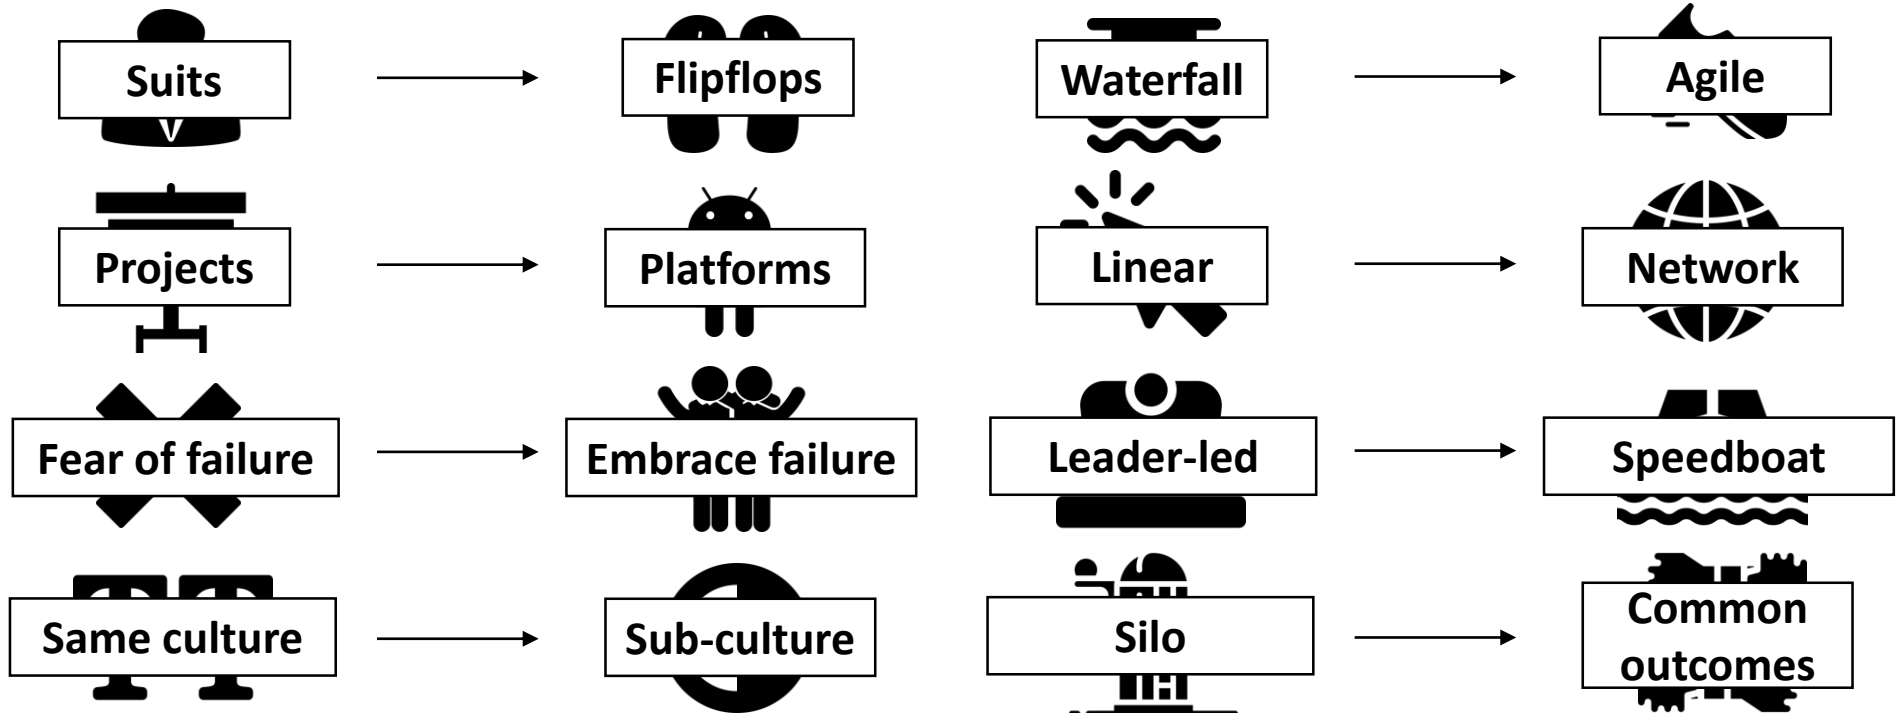 Suits
Flipflops
Waterfall
Agile
Projects
Platforms
Linear
Network
Fear of failure
Embrace failure
Leader-led
Speedboat
Same culture
Sub-culture
Silo
Common
outcomes